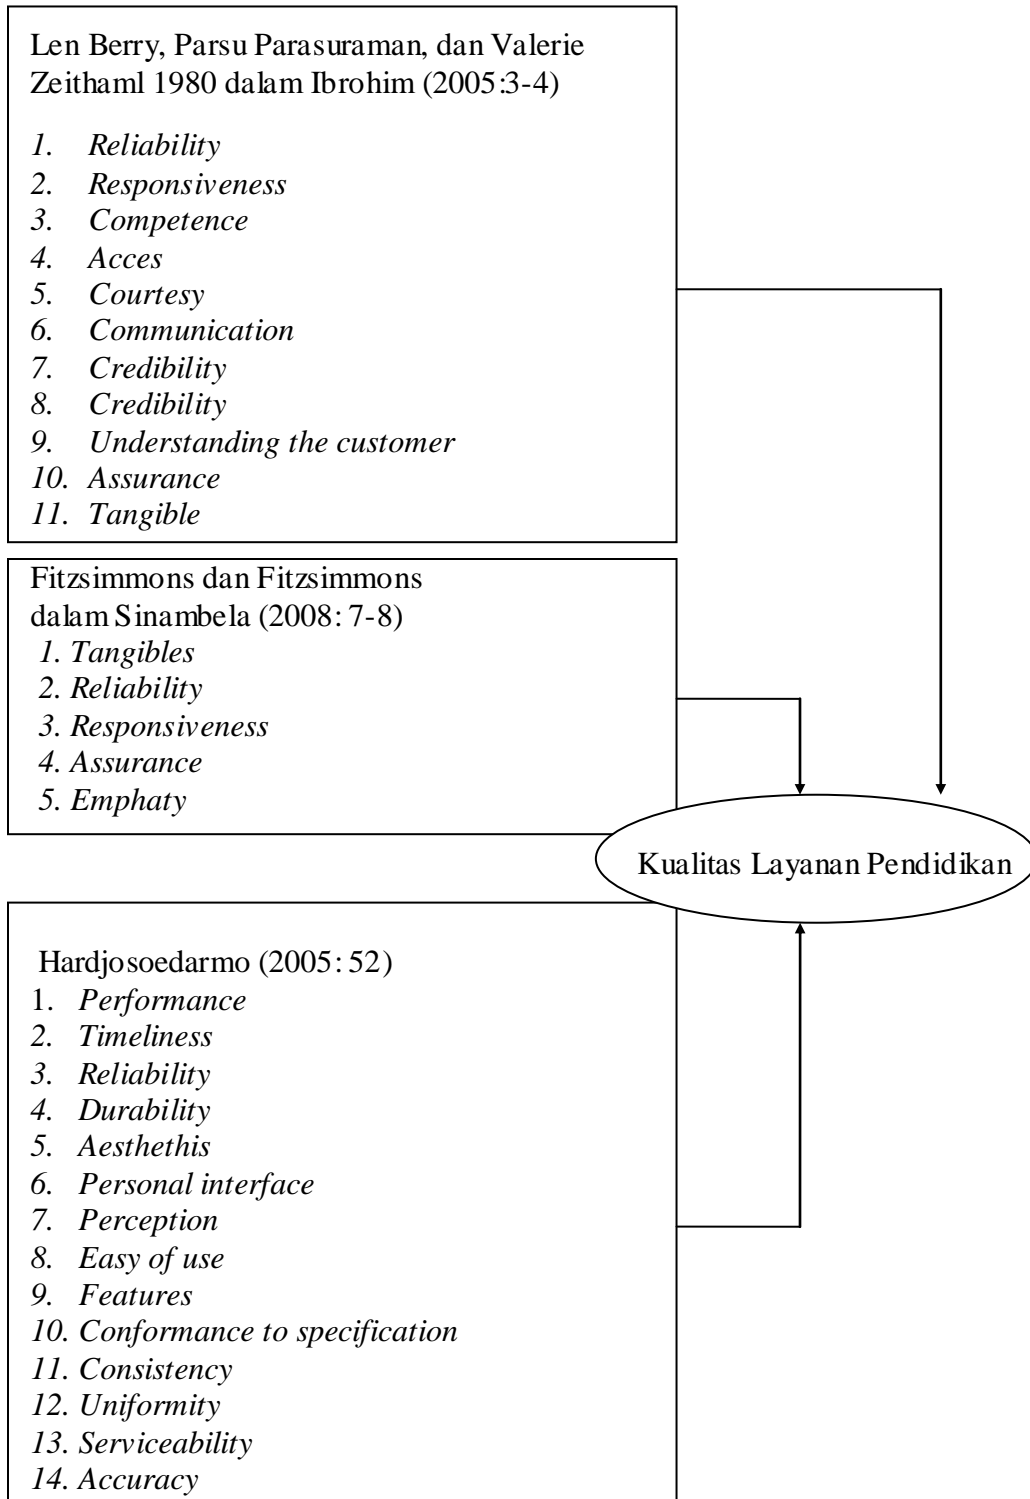 Len Berry, Parsu Parasuraman, dan Valerie
Zeithaml 1980 dalam Ibrohim (2005:3-4)
1. Reliability
2. Responsiveness
3. Competence
4. Acces
5. Courtesy
6. Communication
7. Credibility
8. Credibility
9. Understanding the customer
10. Assurance
11. Tangible
Fitzsimmons dan Fitzsimmons
dalam Sinambela (2008: 7-8)
1. Tangibles
2. Reliability
3. Responsiveness
4. Assurance
5. Emphaty
Kualitas Layanan Pendidikan
Hardjosoedarmo (2005: 52)
1. Performance
2. Timeliness
3. Reliability
4. Durability
5. Aesthethis
6. Personal interface
7. Perception
8. Easy of use
9. Features
10. Conformance to specification
11. Consistency
12. Uniformity
13. Serviceability
14. Accuracy